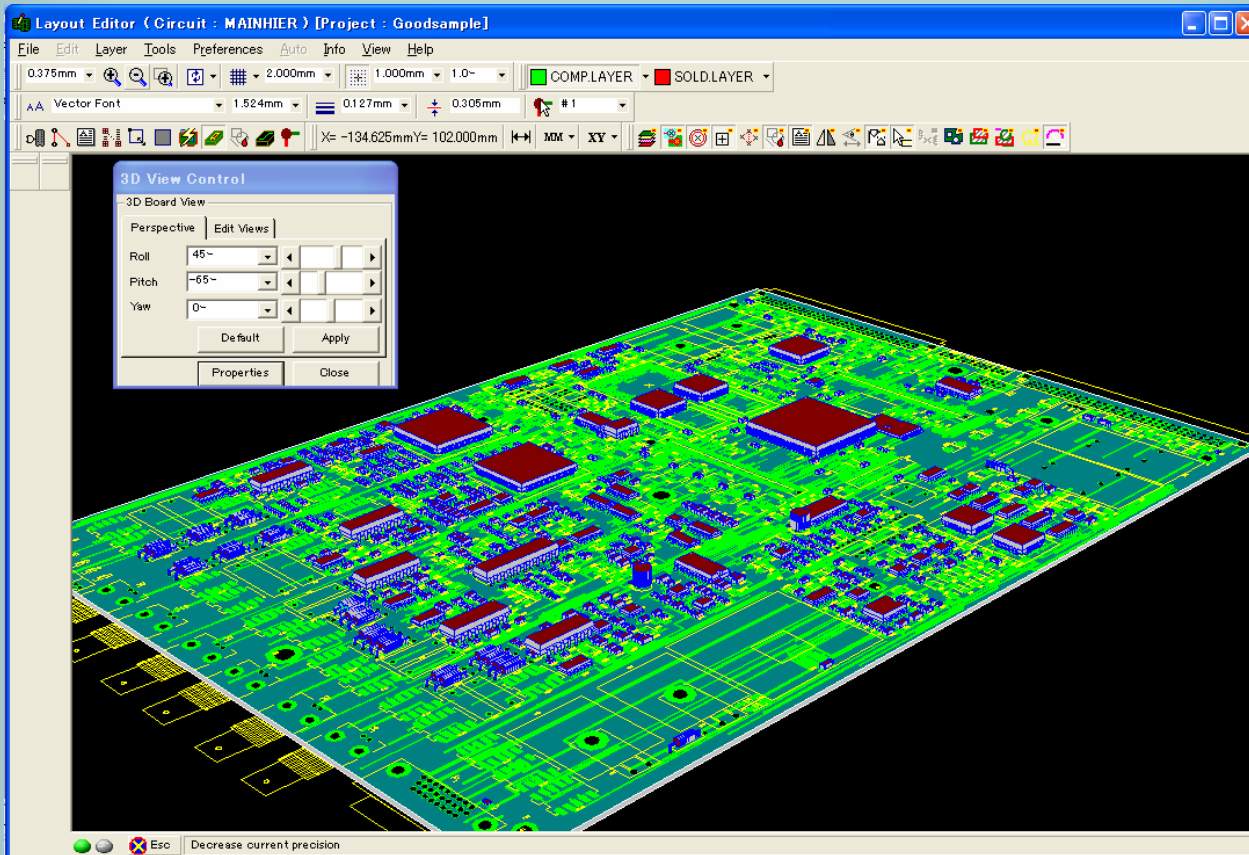 Layout Editor ( Circuit : MAINHIER ) [Project : Goodsample]
File Edit Layer Tools Preferences Auto Info View Help
0.375mm 2.000mm 1.000mm 1.0~ COMP.LAYER SOLD.LAYER
AA Vector Font 1.524mm 0.127mm 0.305mm #1
X= -134.625mm Y= 102.000mm MM XY
3D View Control
3D Board View
Perspective Edit Views
Roll 45~
Pitch -65~
Yaw 0~
Default Apply
Properties Close
Esc Decrease current precision